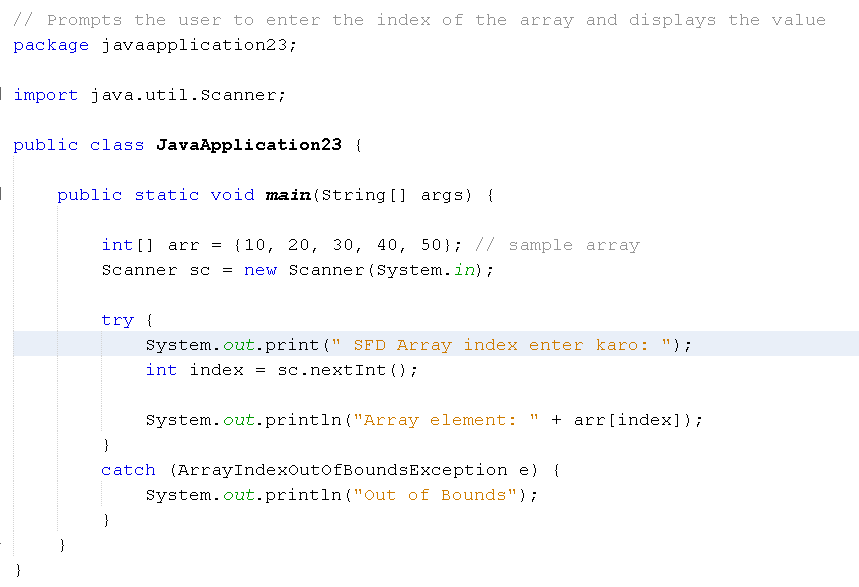 // Prompts the user to enter the index of the array and displays the value
package javaapplication23;
import java.util.Scanner;
public class JavaApplication23 {
public static void main(String[] args) {
int[] arr = {10, 20, 30, 40, 50}; // sample array
Scanner sc = new Scanner(System.in);
try {
System.out.print(" SFD Array index enter karo: ");
int index = sc.nextInt();
System.out.println("Array element: " + arr[index]);
}
catch (ArrayIndexOutOfBoundsException e) {
System.out.println("Out of Bounds");
}
}
}